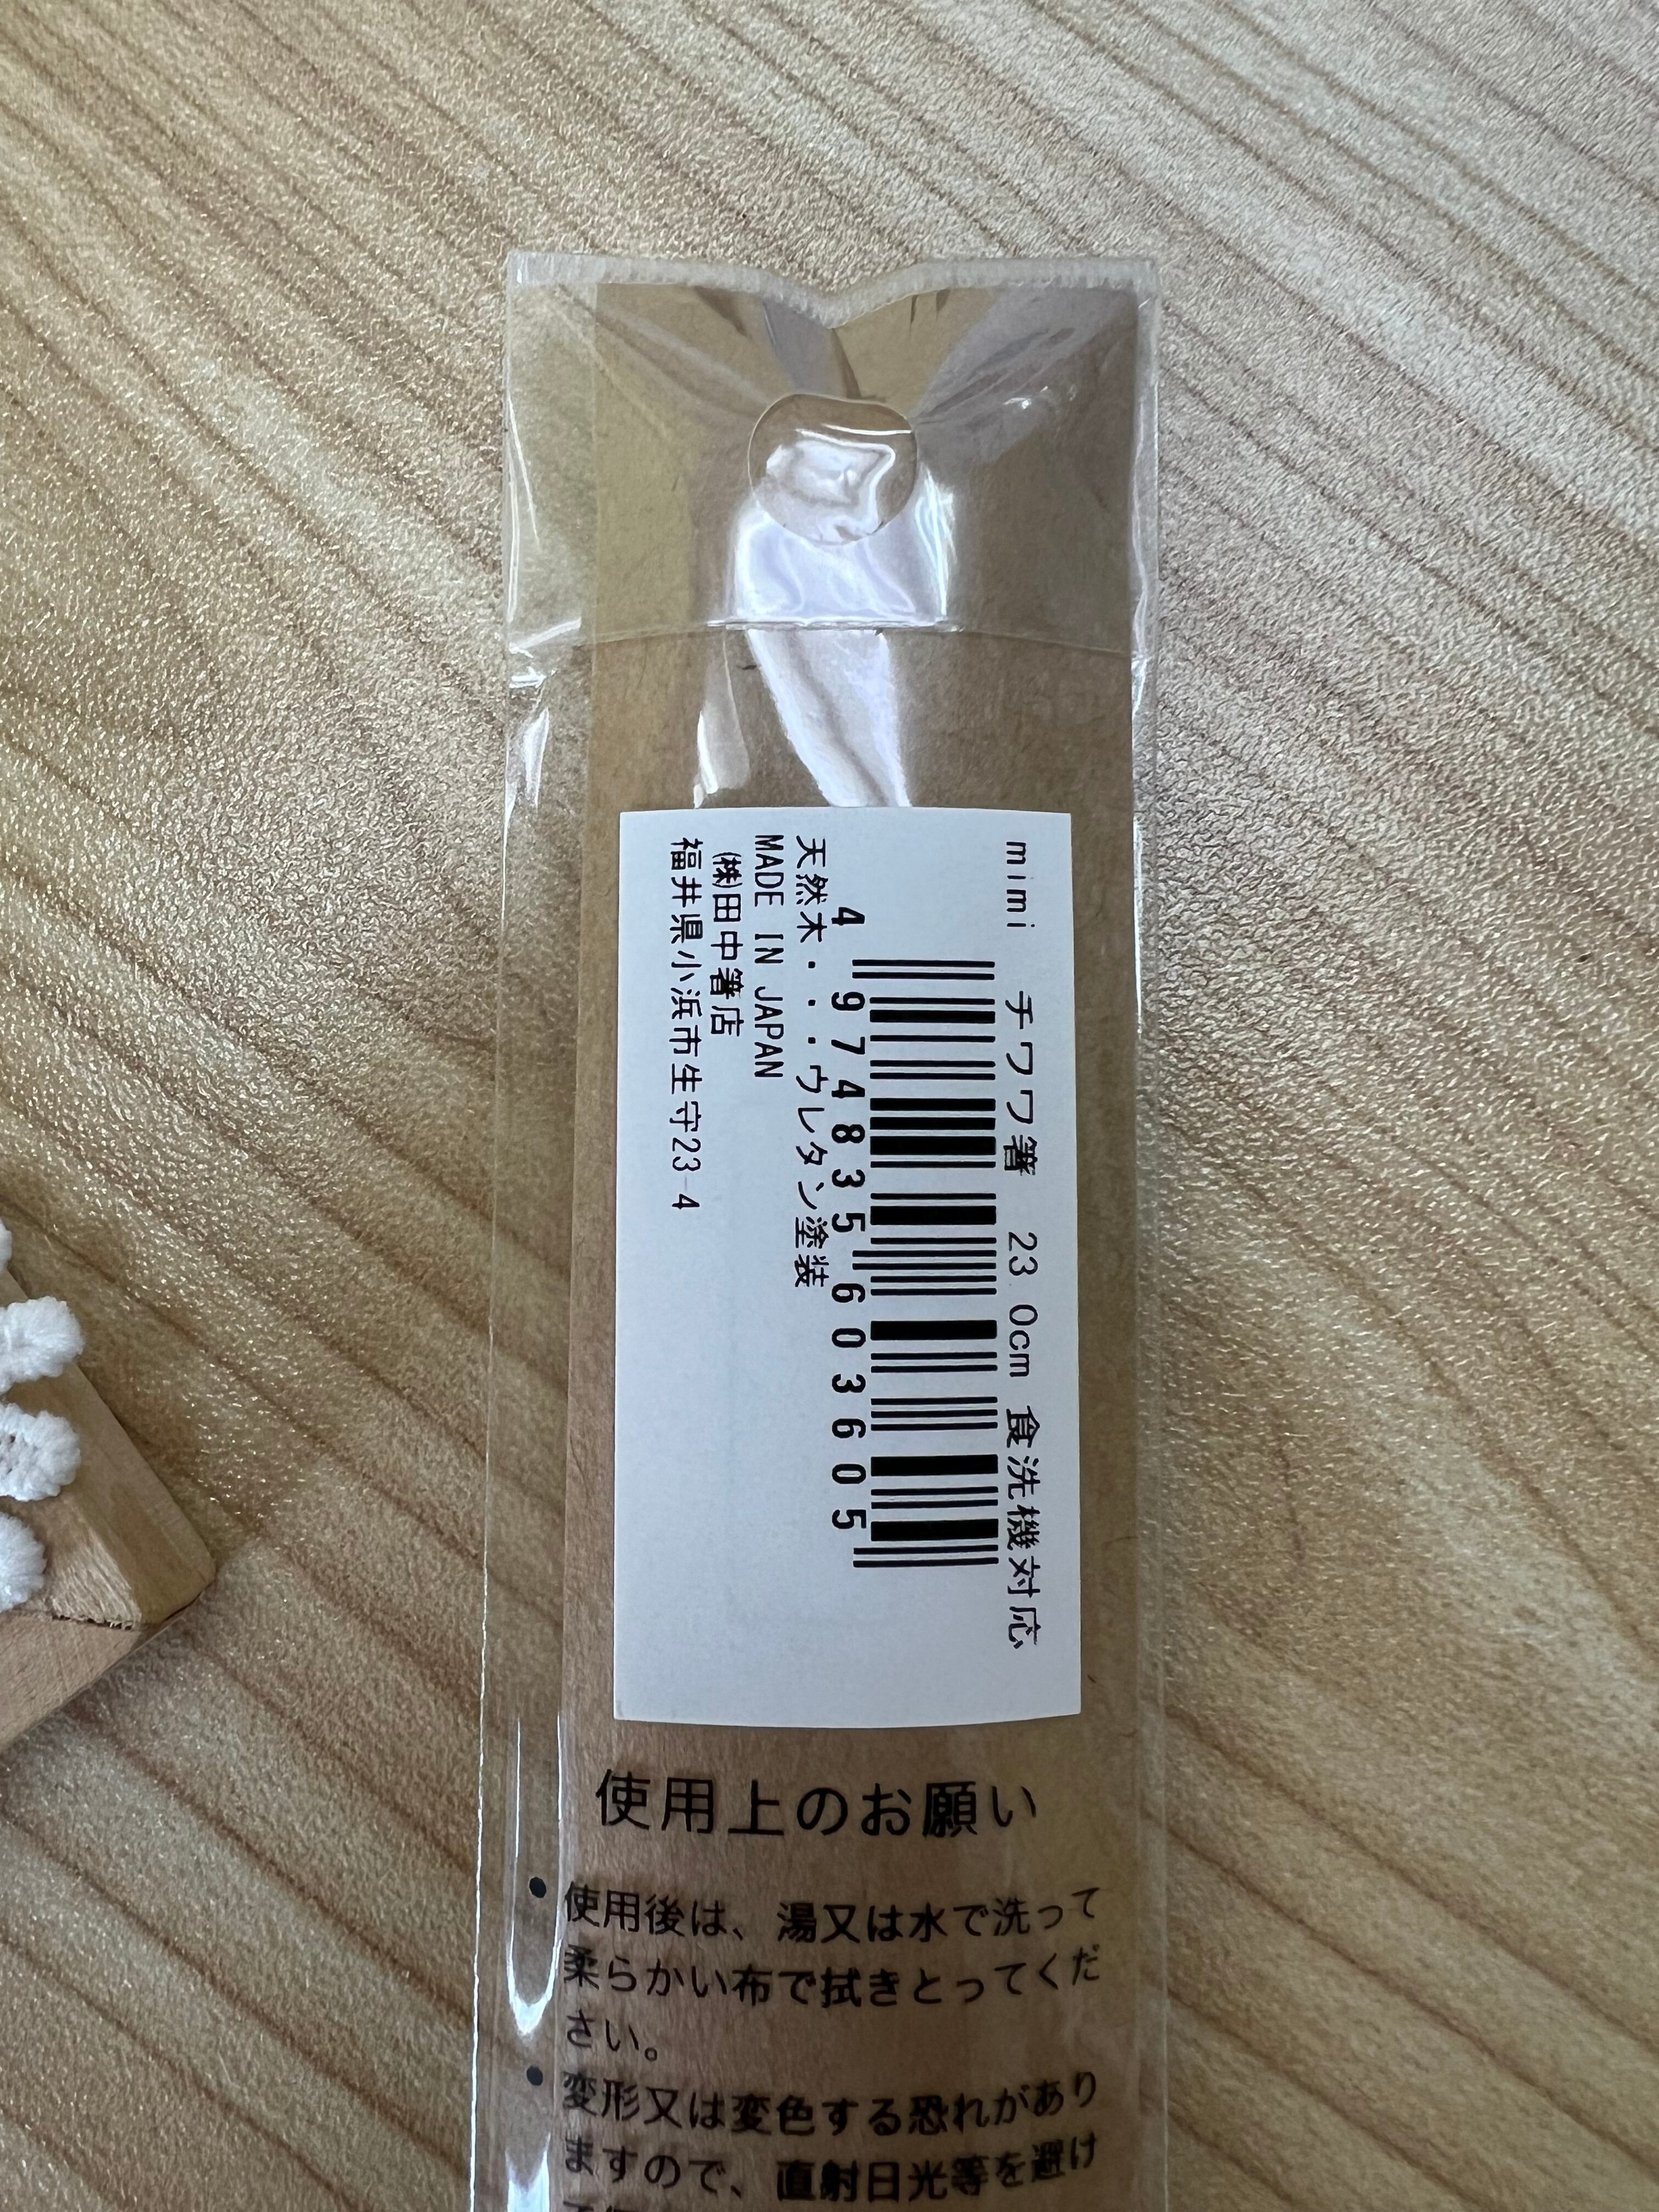 mimi チワワ箸 23.0cm 食洗機対応
4 974835 603605
天然木・・・ウレタン塗装
MADE IN JAPAN
㈱田中箸店
福井県小浜市生守23-4
使用上のお願い
• 使用後は、湯又は水で洗って
柔らかい布で拭きとってくだ
さい。
• 変形又は変色する恐れがあり
ますので、直射日光等を避け